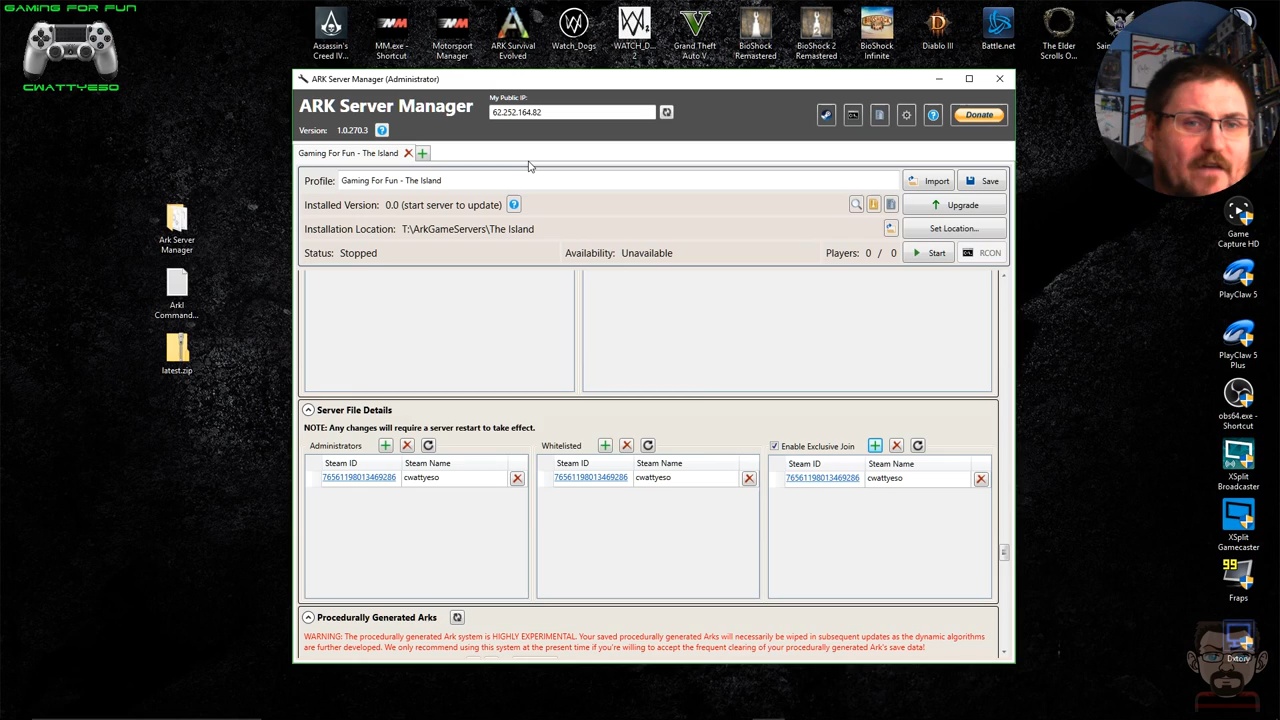 GAMING FOR FUN
CWATTYESO
Assassin's
Creed IV...
MM.exe -
Shortcut
Motorsport
Manager
ARK Survival
Evolved
Watch_Dogs
WATCH_D...
2
Grand Theft
Auto V
BioShock
Remastered
BioShock 2
Remastered
BioShock
Infinite
Diablo III
Battle.net
The Elder
Scrolls O...
ARK Server Manager (Administrator)
ARK Server Manager
My Public IP:
62.252.164.82
Donate
Version: 1.0.270.3
Gaming For Fun - The Island
Profile: Gaming For Fun - The Island
Import
Save
Installed Version: 0.0 (start server to update)
Upgrade
Installation Location: T:\ArkGameServers\The Island
Set Location...
Status: Stopped
Availability: Unavailable
Players: 0 / 0
Start
RCON
Server File Details
NOTE: Any changes will require a server restart to take effect.
Administrators
Whitelisted
Enable Exclusive Join
Steam ID Steam Name
Steam ID Steam Name
Steam ID Steam Name
76561198013469286 cwattyeso
76561198013469286 cwattyeso
76561198013469286 cwattyeso
Procedurally Generated Arks
WARNING: The procedurally generated Ark system is HIGHLY EXPERIMENTAL. Your saved procedurally generated Arks will necessarily be wiped in subsequent updates as the dynamic algorithms
are further developed. We only recommend using this system at the present time if you're willing to accept the frequent clearing of your procedurally generated Ark's save data!
Ark Server
Manager
ArkI
Command...
latest.zip
Game
Capture HD
PlayClaw 5
PlayClaw 5
Plus
obs64.exe -
Shortcut
XSplit
Broadcaster
XSplit
Gamecaster
99
Fraps
Dxtory